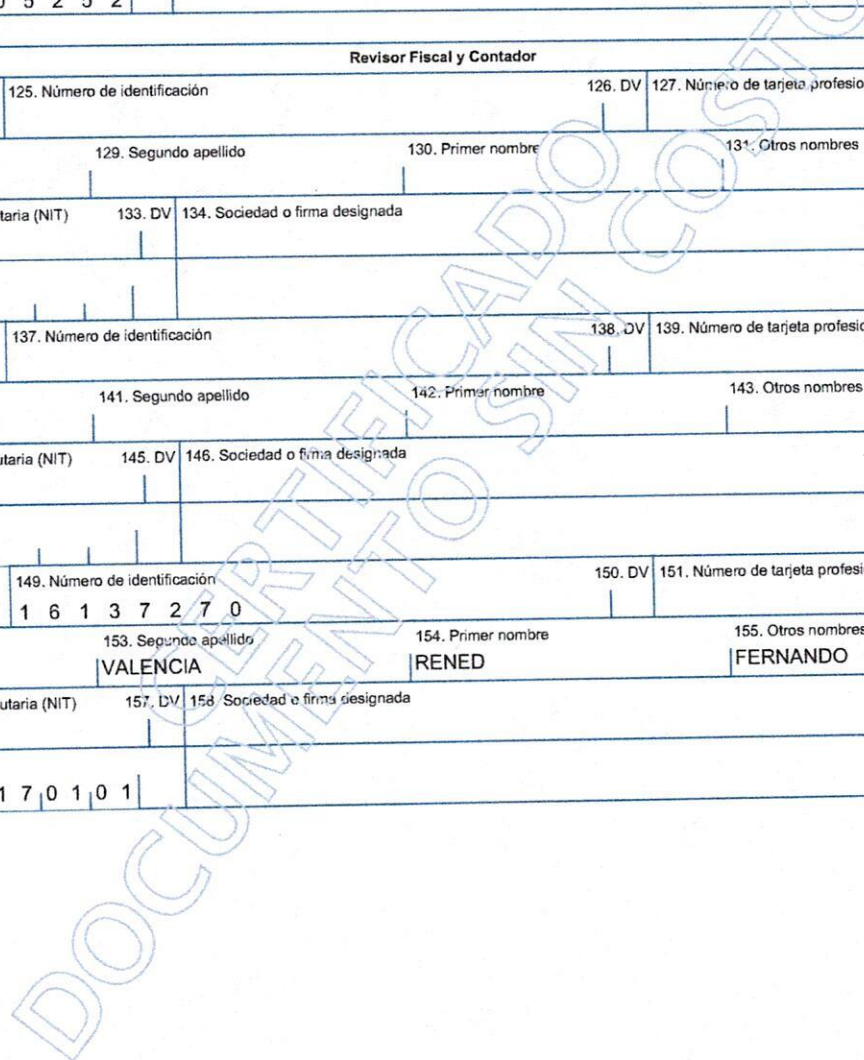 5 2 5 2
Revisor Fiscal y Contador
125. Número de identificación 126. DV 127. Número de tarjeta profesio
129. Segundo apellido 130. Primer nombre 131. Otros nombres
taria (NIT) 133. DV 134. Sociedad o firma designada
137. Número de identificación 138. DV 139. Número de tarjeta profesio
141. Segundo apellido 142. Primer nombre 143. Otros nombres
utaria (NIT) 145. DV 146. Sociedad o firma designada
149. Número de identificación 150. DV 151. Número de tarjeta profesi
1 6 1 3 7 2 7 0
153. Segundo apellido 154. Primer nombre 155. Otros nombres
VALENCIA RENED FERNANDO
utaria (NIT) 157. DV 158. Sociedad o firma designada
1 7 0 1 0 1
CERTIFICADO
DOCUMENTO SIN COSTO